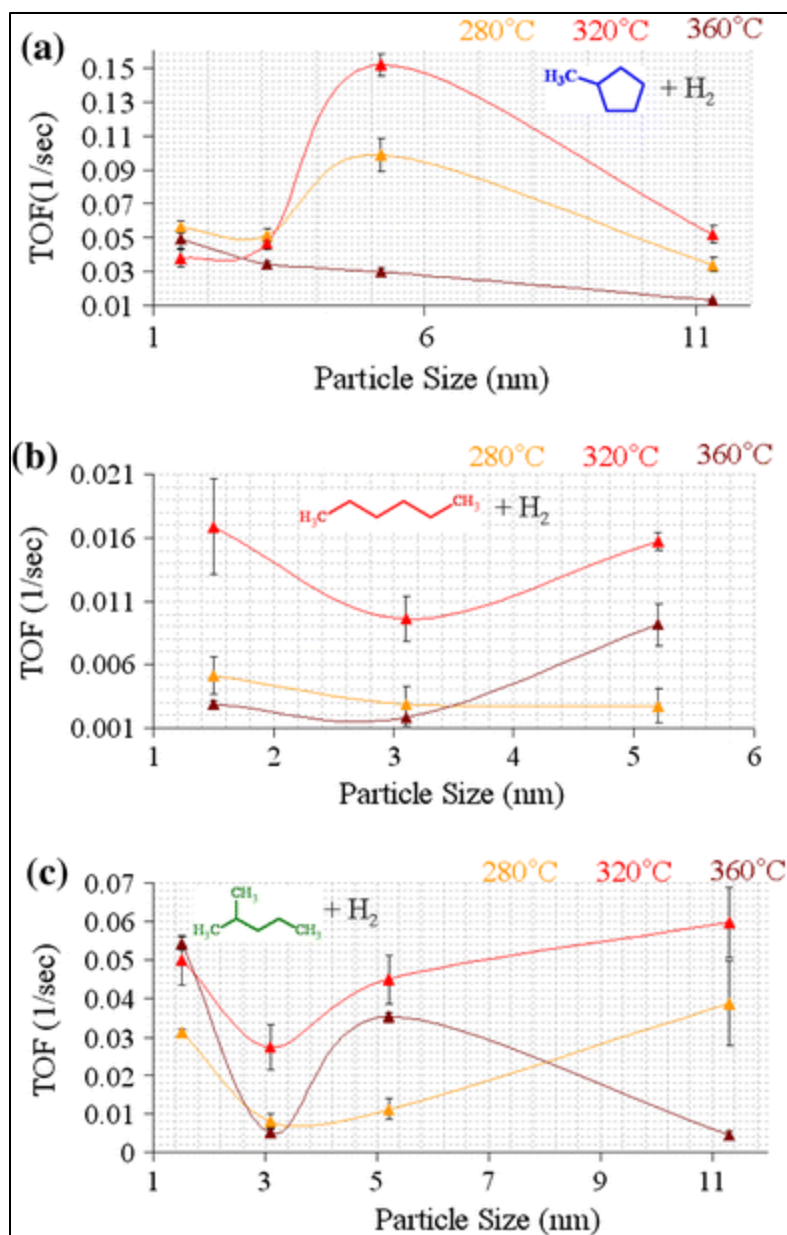 (a)
280°C 320°C 360°C
0.15
0.13
0.11
0.09
0.07
0.05
0.03
0.01
TOF(1/sec)
H₃C + H₂
1 6 11
Particle Size (nm)
(b)
280°C 320°C 360°C
0.021
0.016
0.011
0.006
0.001
TOF (1/sec)
H₃C CH₃ + H₂
1 2 3 4 5 6
Particle Size (nm)
(c)
280°C 320°C 360°C
0.07
0.06
0.05
0.04
0.03
0.02
0.01
0
TOF (1/sec)
CH₃
H₃C CH₃ + H₂
1 3 5 7 9 11
Particle Size (nm)